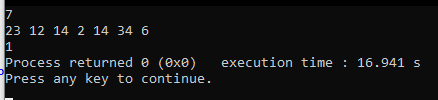 7
23 12 14 2 14 34 6
1
Process returned 0 (0x0)   execution time : 16.941 s
Press any key to continue.